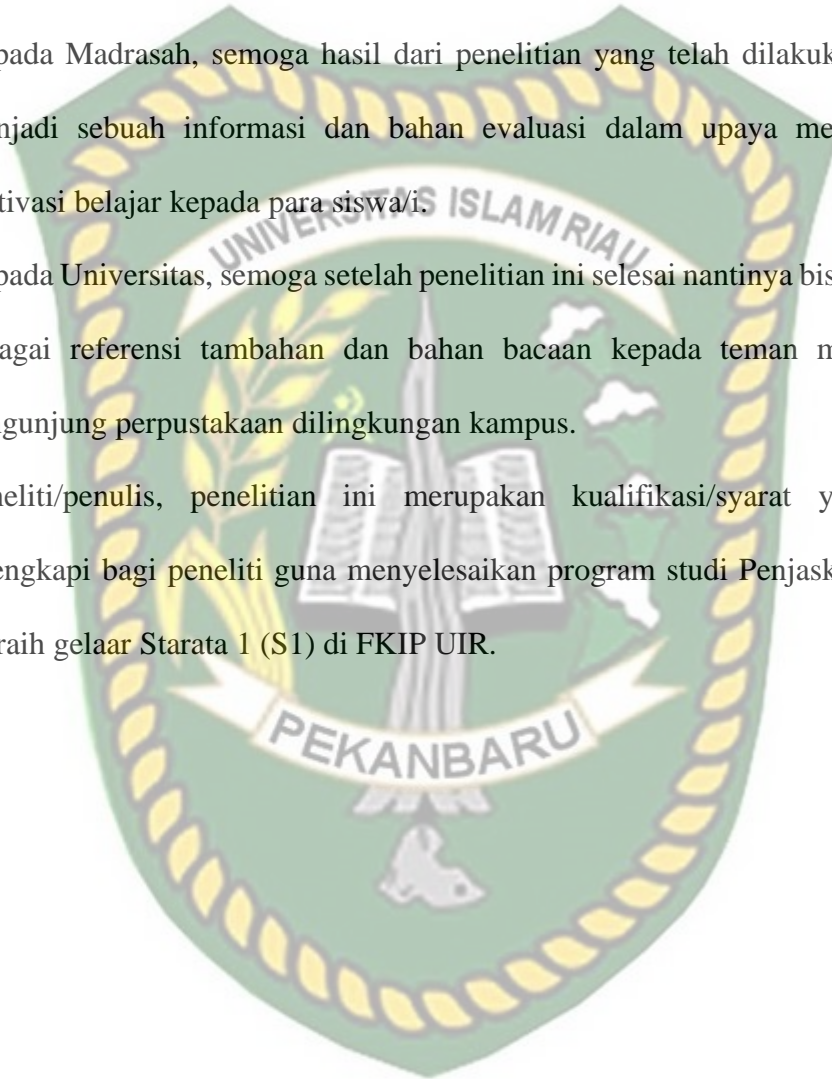 pada Madrasah, semoga hasil dari penelitian yang telah dilakuk
njadi sebuah informasi dan bahan evaluasi dalam upaya me
tivasi belajar kepada para siswa/i.
UNIVERSITAS ISLAM RIAU
pada Universitas, semoga setelah penelitian ini selesai nantinya bis
agai referensi tambahan dan bahan bacaan kepada teman m
gunjung perpustakaan dilingkungan kampus.
neliti/penulis, penelitian ini merupakan kualifikasi/syarat y
engkapi bagi peneliti guna menyelesaikan program studi Penjask
raih gelaar Starata 1 (S1) di FKIP UIR.
PEKANBARU